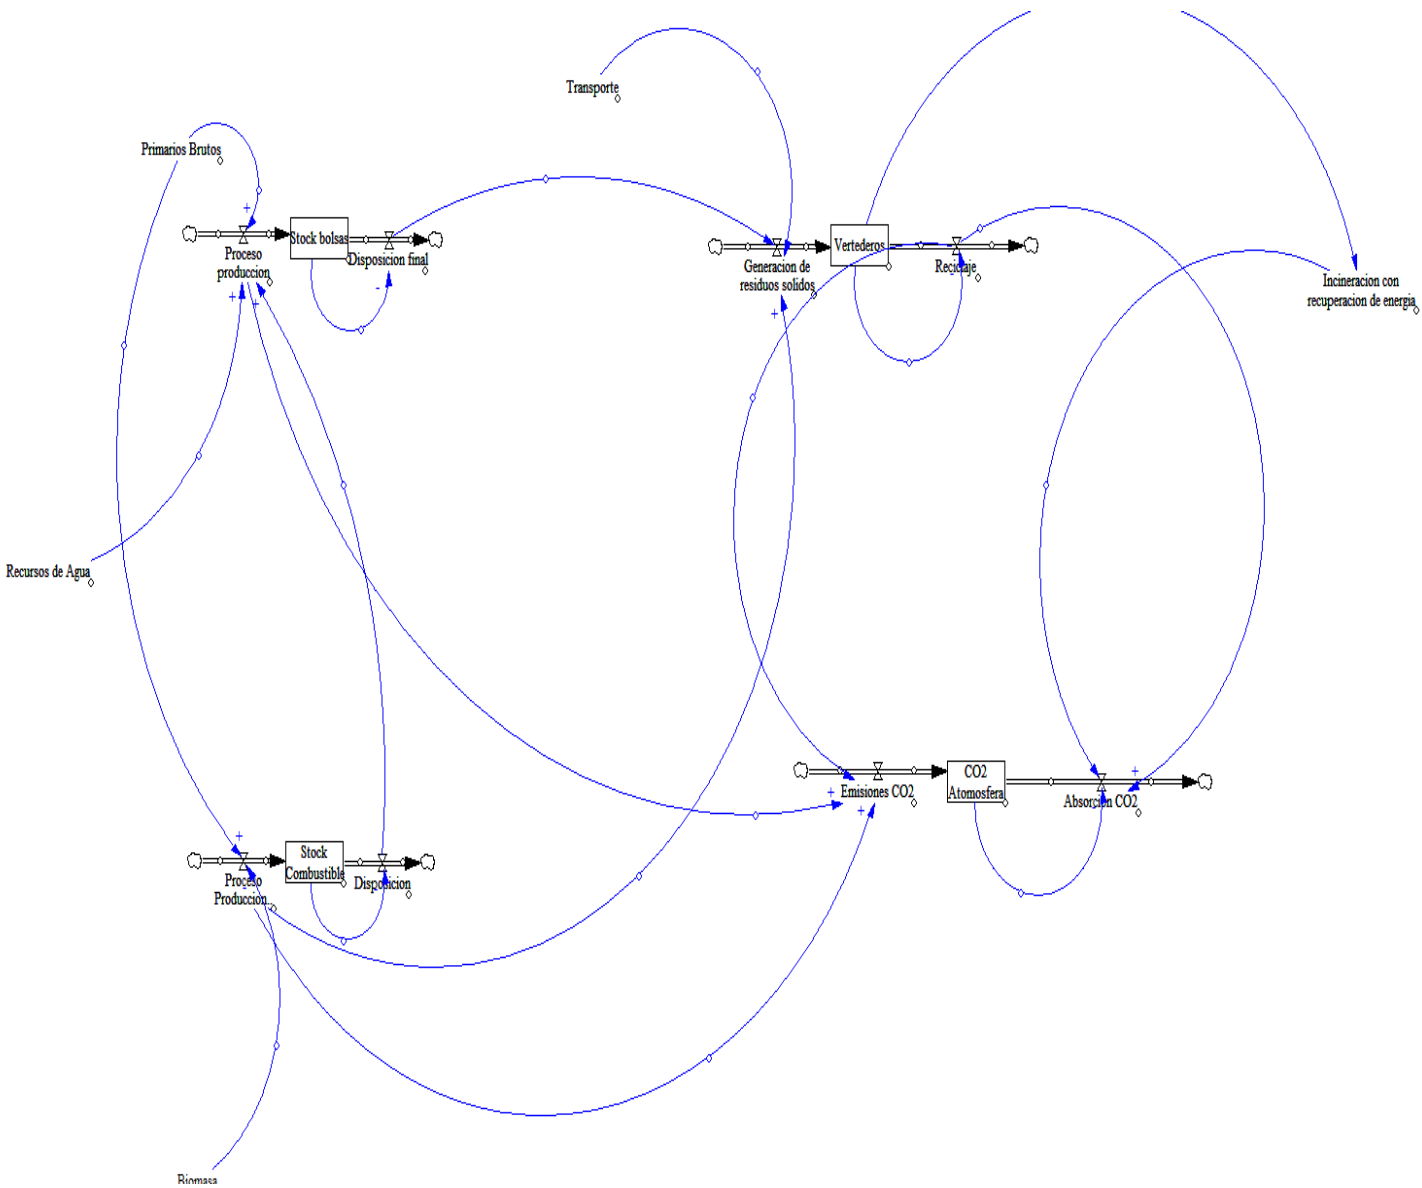 Transporte
Primarios Brutos
+
Stock bolsas
Proceso
produccion
Disposicion final
+
+
-
Generacion de
residuos solidos
+
Vertederos
Reciclaje
Incineracion con
recuperacion de energia
Recursos de Agua
CO2
Atomosfera
Emisiones CO2
+
+
+
Absorcion CO2
+
Stock
Combustible
Proceso
Produccion
Disposicion
Biomasa